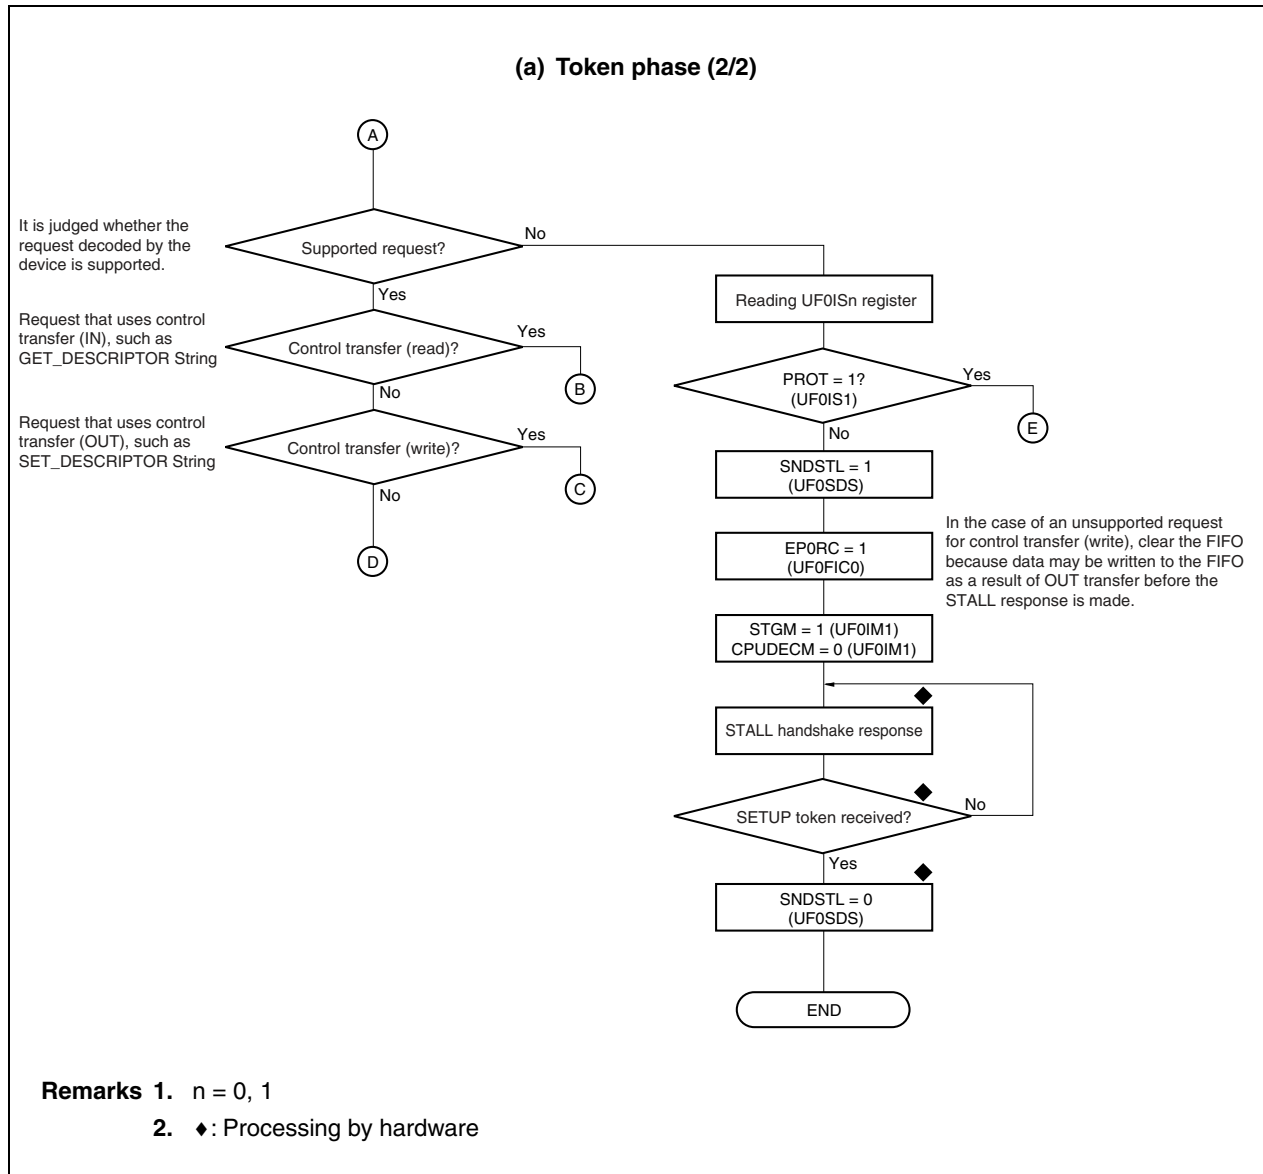 (a) Token phase (2/2)
A
It is judged whether the
request decoded by the
device is supported.
Supported request?
No
Yes
Reading UF0ISn register
Request that uses control
transfer (IN), such as
GET_DESCRIPTOR String
Control transfer (read)?
Yes
No
B
PROT = 1?
(UF0IS1)
Yes
No
E
Request that uses control
transfer (OUT), such as
SET_DESCRIPTOR String
Control transfer (write)?
Yes
No
C
D
SNDSTL = 1
(UF0SDS)
EP0RC = 1
(UF0FIC0)
In the case of an unsupported request
for control transfer (write), clear the FIFO
because data may be written to the FIFO
as a result of OUT transfer before the
STALL response is made.
STGM = 1 (UF0IM1)
CPUDECM = 0 (UF0IM1)
◆
STALL handshake response
◆
SETUP token received?
No
Yes
◆
SNDSTL = 0
(UF0SDS)
END
Remarks 1. n = 0, 1
2. ♦: Processing by hardware